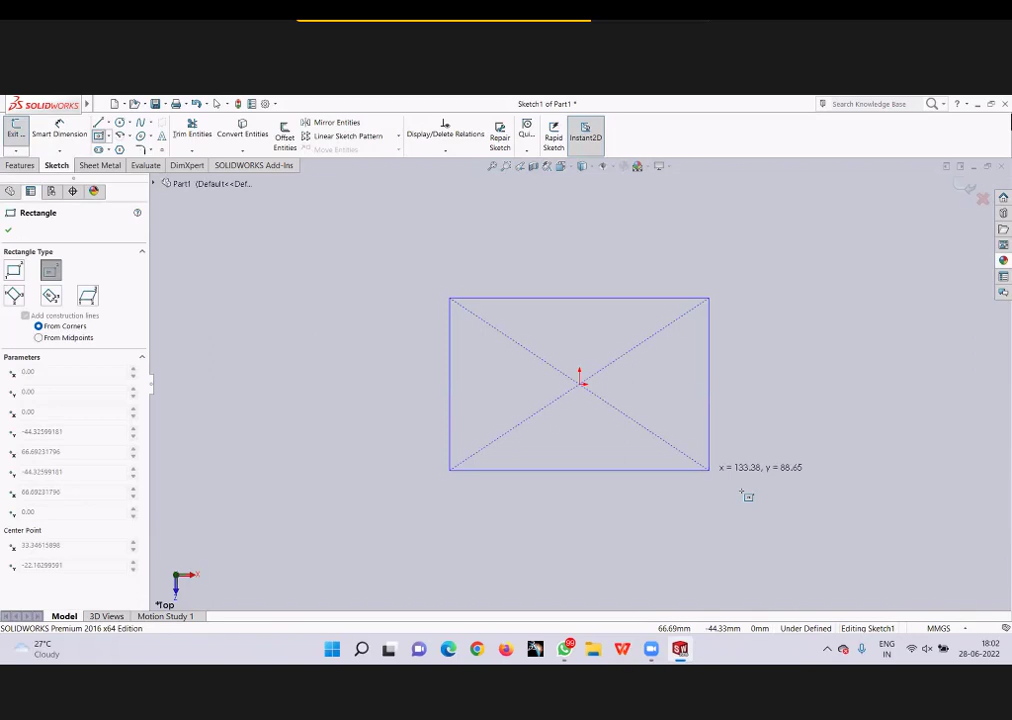 SOLIDWORKS
Sketch1 of Part1 *
Search Knowledge Base
Exit ...
Smart Dimension
Trim Entities
Convert Entities
Offset Entities
Mirror Entities
Linear Sketch Pattern
Move Entities
Display/Delete Relations
Repair Sketch
Qui...
Rapid Sketch
Instant2D
Features
Sketch
Sheet Metal
Evaluate
DimXpert
SOLIDWORKS Add-Ins
Part1 (Default<<Def...
Rectangle
Rectangle Type
Add construction lines
From Corners
From Midpoints
Parameters
0.00
0.00
0.00
-44.32599181
66.69231796
-44.32599181
66.69231796
0.00
Center Point
33.34615898
-22.16299591
x = 133.38, y = 88.65
X
Z
*Top
Model
3D Views
Motion Study 1
SOLIDWORKS Premium 2016 x64 Edition
66.69mm
-44.33mm
0mm
Under Defined
Editing Sketch1
MMGS
27°C
Cloudy
99
ENG
IN
18:02
28-06-2022